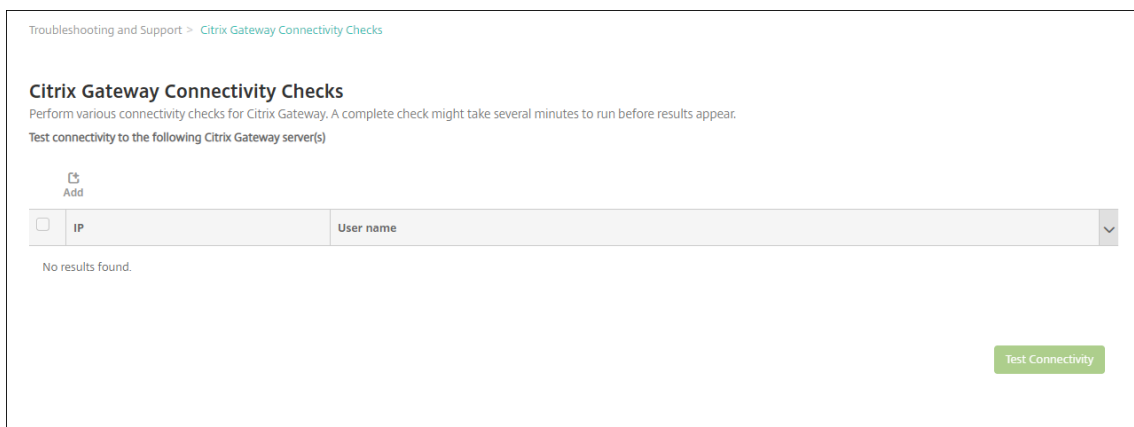 Troubleshooting and Support > Citrix Gateway Connectivity Checks
Citrix Gateway Connectivity Checks
Perform various connectivity checks for Citrix Gateway. A complete check might take several minutes to run before results appear.
Test connectivity to the following Citrix Gateway server(s)
Add
IP User name
No results found.
Test Connectivity